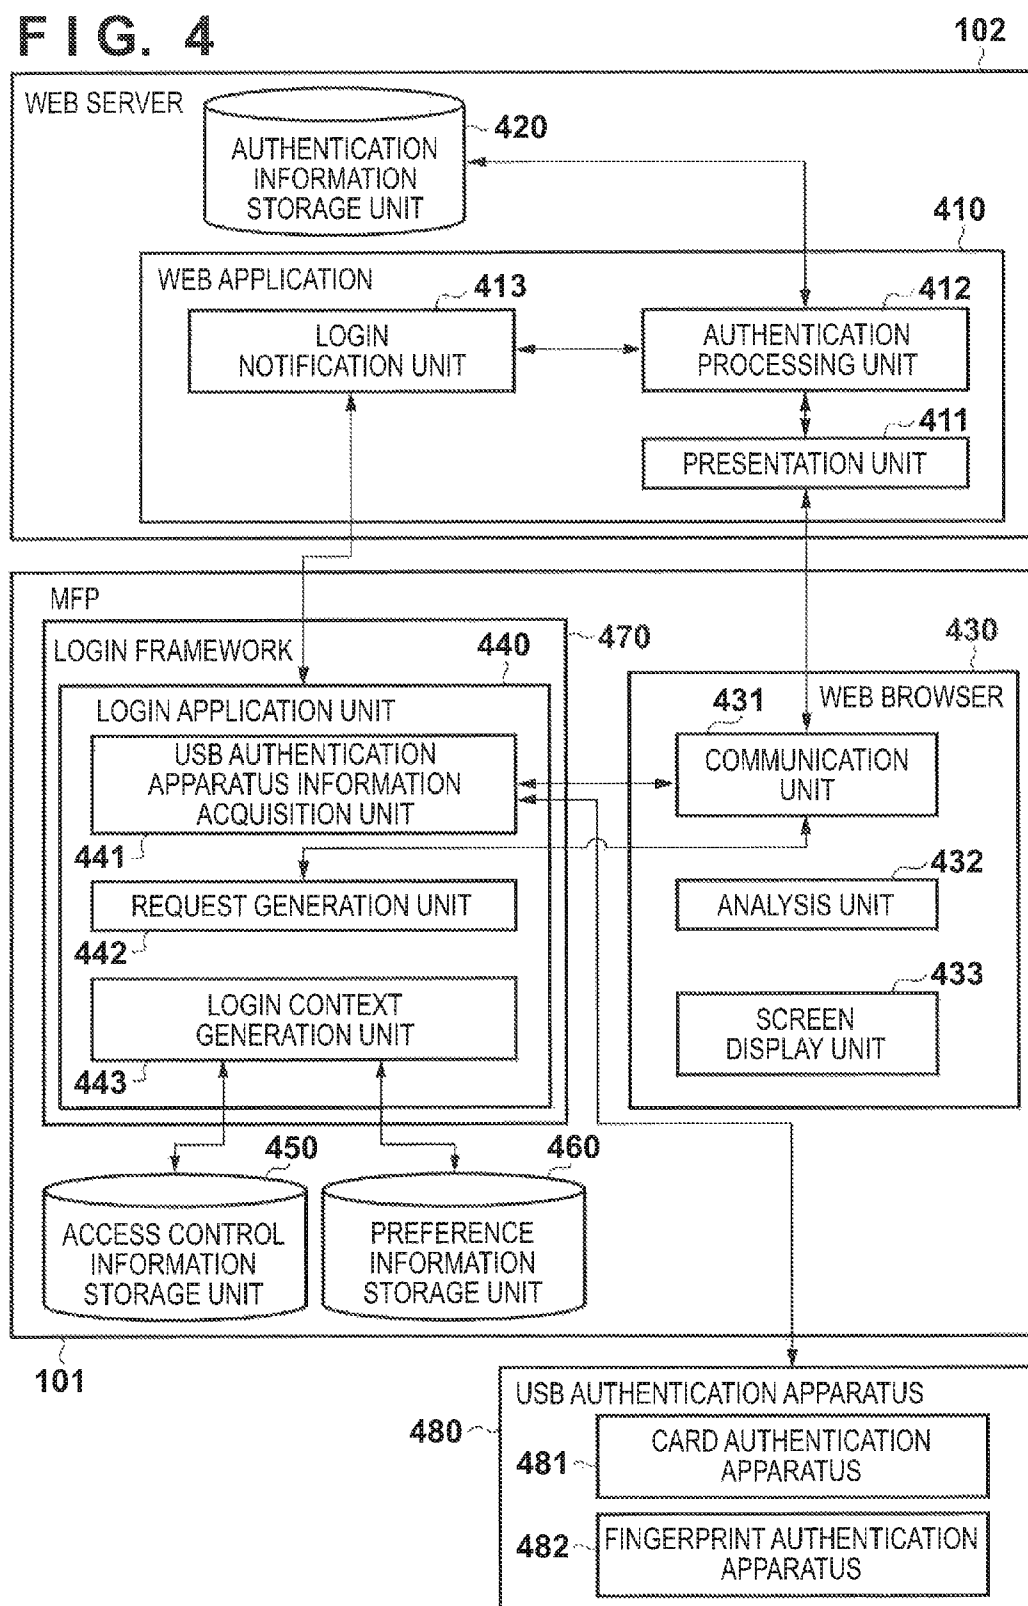 FIG. 4
102
WEB SERVER
420
AUTHENTICATION
INFORMATION
STORAGE UNIT
410
WEB APPLICATION
413
412
LOGIN
NOTIFICATION UNIT
AUTHENTICATION
PROCESSING UNIT
411
PRESENTATION UNIT
MFP
470
LOGIN FRAMEWORK
440
430
LOGIN APPLICATION UNIT
WEB BROWSER
431
USB AUTHENTICATION
APPARATUS INFORMATION
ACQUISITION UNIT
COMMUNICATION
UNIT
441
432
REQUEST GENERATION UNIT
ANALYSIS UNIT
442
433
LOGIN CONTEXT
GENERATION UNIT
SCREEN
DISPLAY UNIT
443
450
460
ACCESS CONTROL
INFORMATION
STORAGE UNIT
PREFERENCE
INFORMATION
STORAGE UNIT
101
USB AUTHENTICATION APPARATUS
480
481
CARD AUTHENTICATION
APPARATUS
482
FINGERPRINT AUTHENTICATION
APPARATUS